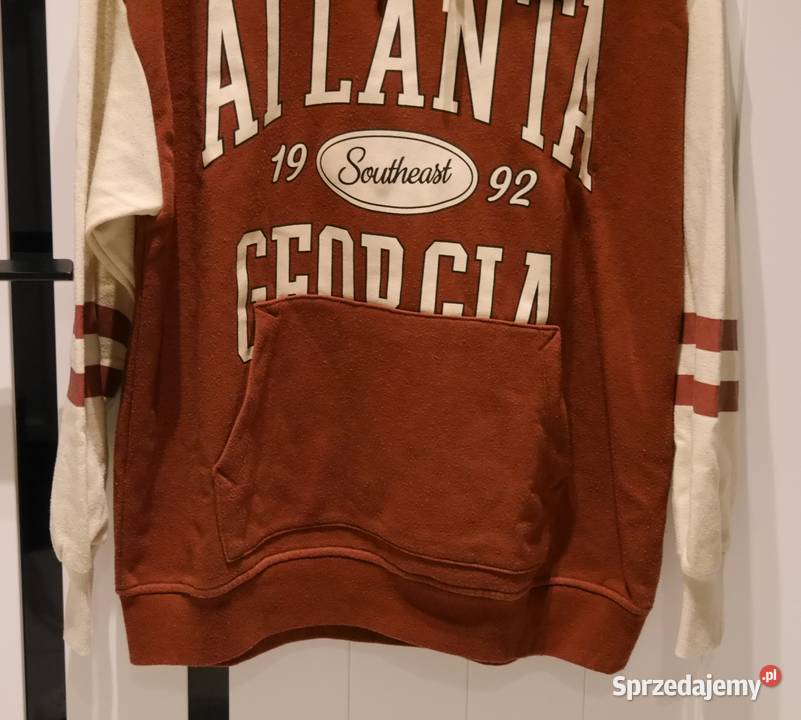 ATLANTA
19 Southeast 92
GEORGIA
Sprzedajemy.pl